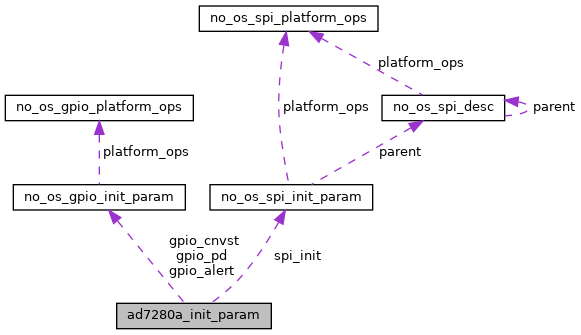 no_os_spi_platform_ops
platform_ops
no_os_gpio_platform_ops
platform_ops
no_os_spi_desc
parent
platform_ops
parent
no_os_gpio_init_param
no_os_spi_init_param
gpio_cnvst
gpio_pd
gpio_alert
spi_init
ad7280a_init_param